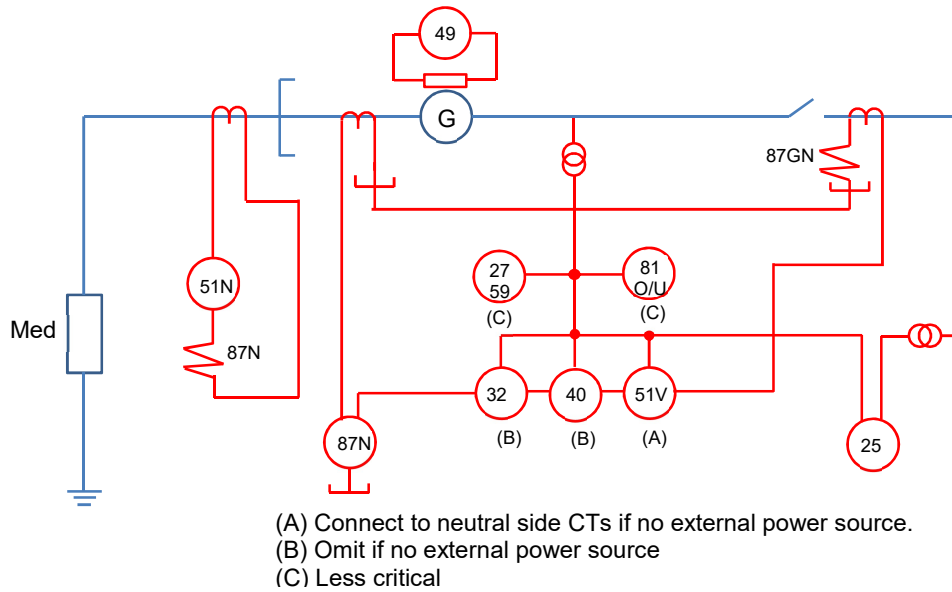 49
G
87GN
51N
27
59
(C)
81
O/U
(C)
Med
87N
32
40
51V
(B)
(B)
(A)
87N
25
(A) Connect to neutral side CTs if no external power source.
(B) Omit if no external power source
(C) Less critical